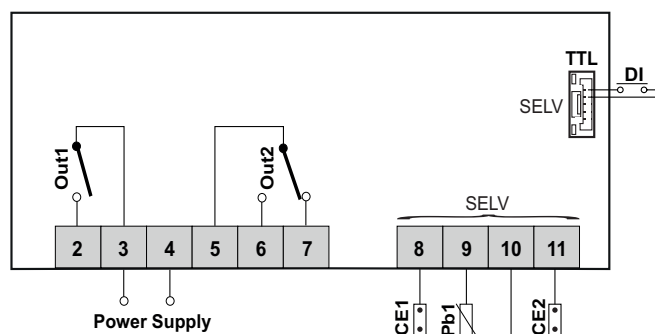 TTL
DI
SELV
Out1
Out2
SELV
2 3 4 5 6 7 8 9 10 11
Power Supply
CE1
Pb1
CE2